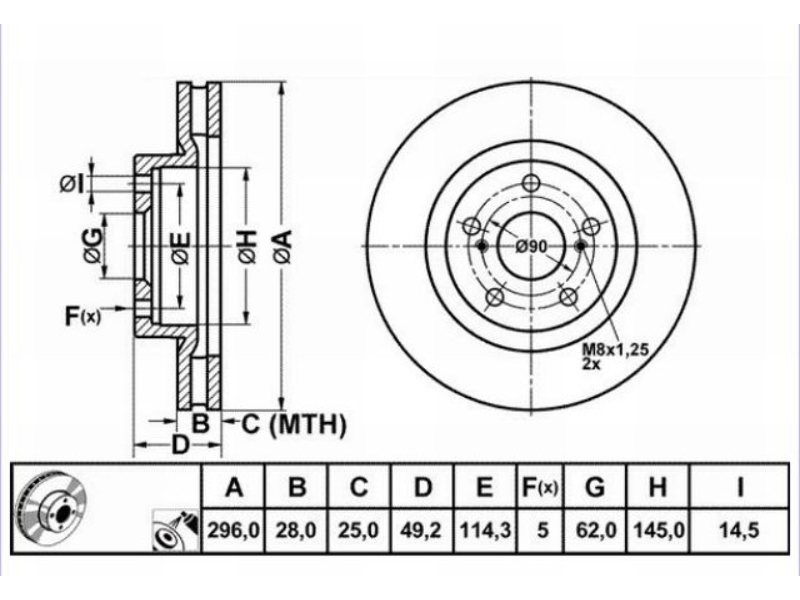 ØI
ØG
ØE
ØH
ØA
F(x)
B
C (MTH)
D
Ø90
M8x1,25
2x
A B C D E F(x) G H I
296,0 28,0 25,0 49,2 114,3 5 62,0 145,0 14,5